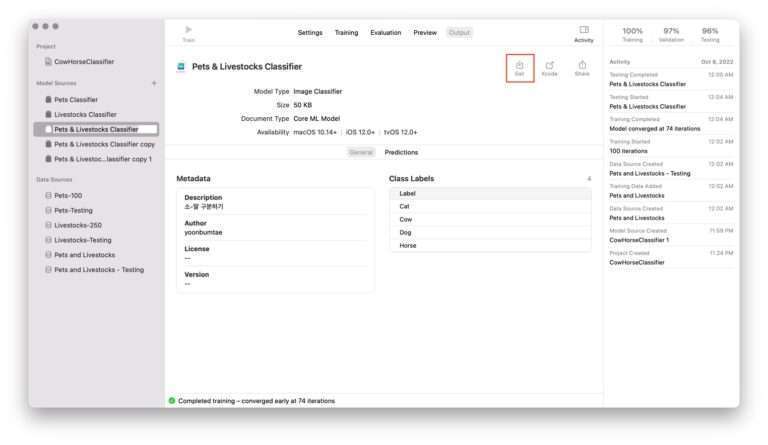 Project
CowHorseClassifier
Model Sources +
Pets Classifier
Livestocks Classifier
Pets & Livestocks Classifier
Pets & Livestocks Classifier copy
Pets & Livestoc...lassifier copy 1
Data Sources
Pets-100
Pets-Testing
Livestocks-250
Livestocks-Testing
Pets and Livestocks
Pets and Livestocks - Testing
Train
Settings Training Evaluation Preview Output
Activity
Pets & Livestocks Classifier
Get Xcode Share
Model Type Image Classifier
Size 50 KB
Document Type Core ML Model
Availability macOS 10.14+ | iOS 12.0+ | tvOS 12.0+
General Predictions
Metadata
Description
소-말 구분하기
Author
yoonbumtae
License
--
Version
--
Class Labels 4
Label
Cat
Cow
Dog
Horse
Completed training – converged early at 74 iterations
100% 97% 96%
Training Validation Testing
Activity Oct 6, 2022
Testing Completed 12:05 AM
Pets & Livestocks Classifier
Testing Started 12:04 AM
Pets & Livestocks Classifier
Training Completed 12:04 AM
Model converged at 74 iterations
Training Started 12:02 AM
100 iterations
Data Source Created 12:02 AM
Pets and Livestocks - Testing
Training Data Added 12:02 AM
Pets and Livestocks
Data Source Created 12:02 AM
Pets and Livestocks
Model Source Created 11:59 PM
CowHorseClassifier 1
Project Created 11:24 PM
CowHorseClassifier